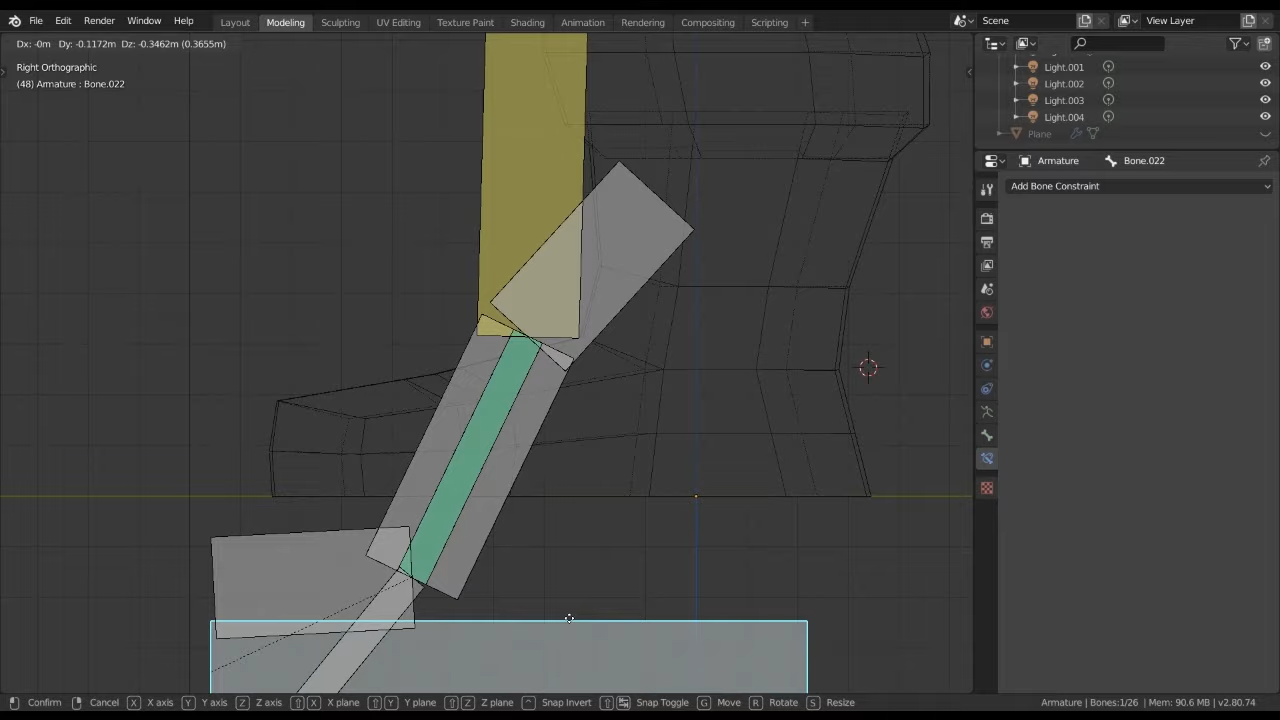 File Edit Render Window Help Layout Modeling Sculpting UV Editing Texture Paint Shading Animation Rendering Compositing Scripting + Scene View Layer
Dx: -0m Dy: -0.1172m Dz: -0.3462m (0.3655m)
Right Orthographic
(48) Armature : Bone.022
Light.001
Light.002
Light.003
Light.004
Plane
Armature Bone.022
Add Bone Constraint
Confirm Cancel X X axis Y Y axis Z Z axis X X plane Y Y plane Z Z plane Snap Invert Snap Toggle G Move R Rotate S Resize Armature | Bones:1/26 | Mem: 90.6 MB | v2.80.74